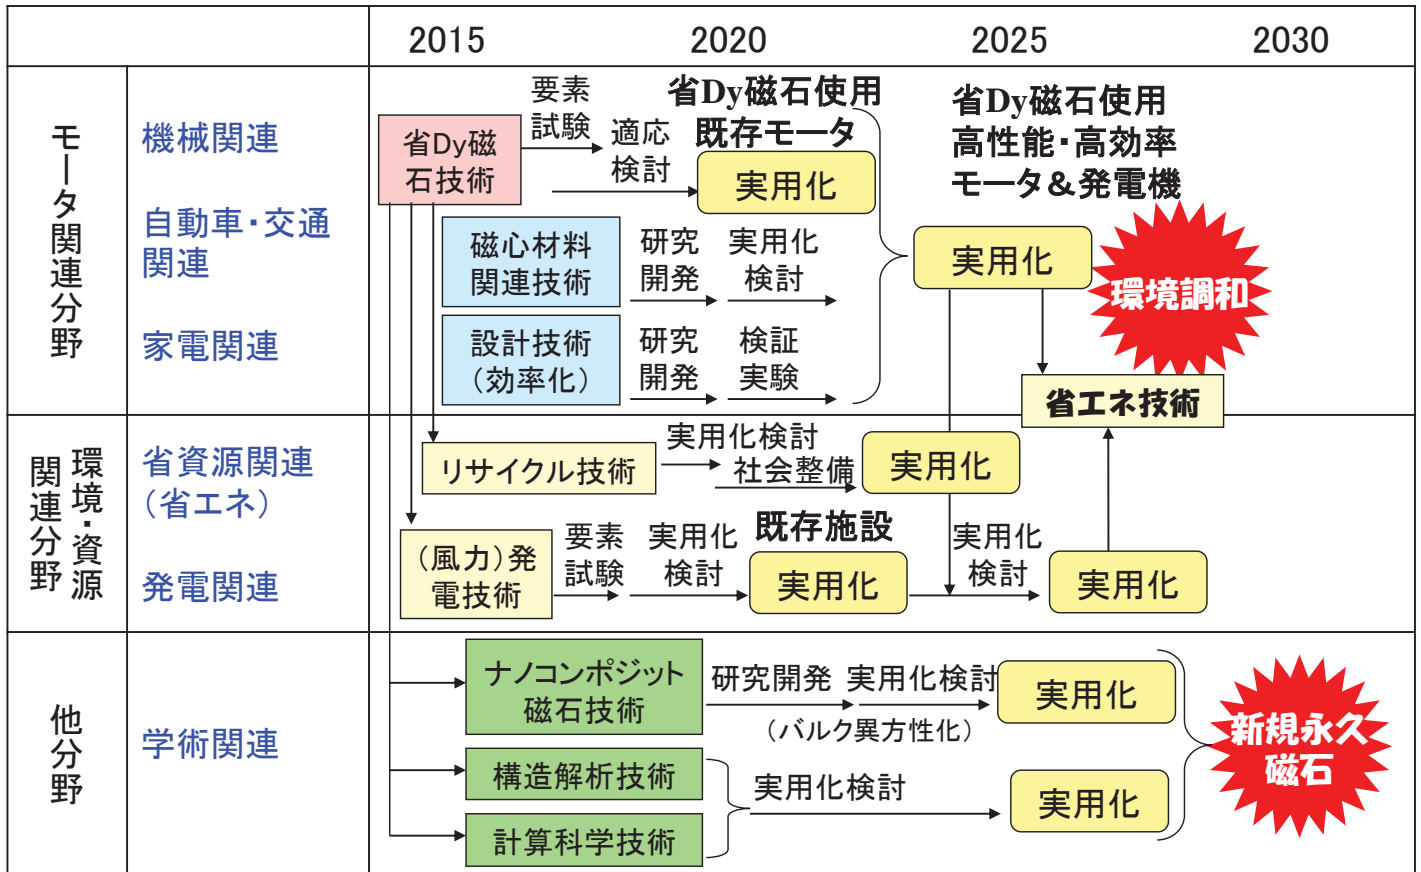 2015
2020
2025
2030
モータ関連分野
機械関連
自動車・交通
関連
家電関連
省Dy磁
石技術
要素
試験
適応
検討
省Dy磁石使用
既存モータ
実用化
磁心材料
関連技術
研究
開発
実用化
検討
設計技術
(効率化)
研究
開発
検証
実験
省Dy磁石使用
高性能・高効率
モータ&発電機
実用化
環境調和
省エネ技術
環境・資源
関連分野
省資源関連
(省エネ)
発電関連
リサイクル技術
実用化検討
社会整備
実用化
(風力)発
電技術
要素
試験
実用化
検討
既存施設
実用化
実用化
検討
実用化
他分野
学術関連
ナノコンポジット
磁石技術
研究開発
実用化検討
(バルク異方性化)
実用化
構造解析技術
計算科学技術
実用化検討
実用化
新規永久
磁石